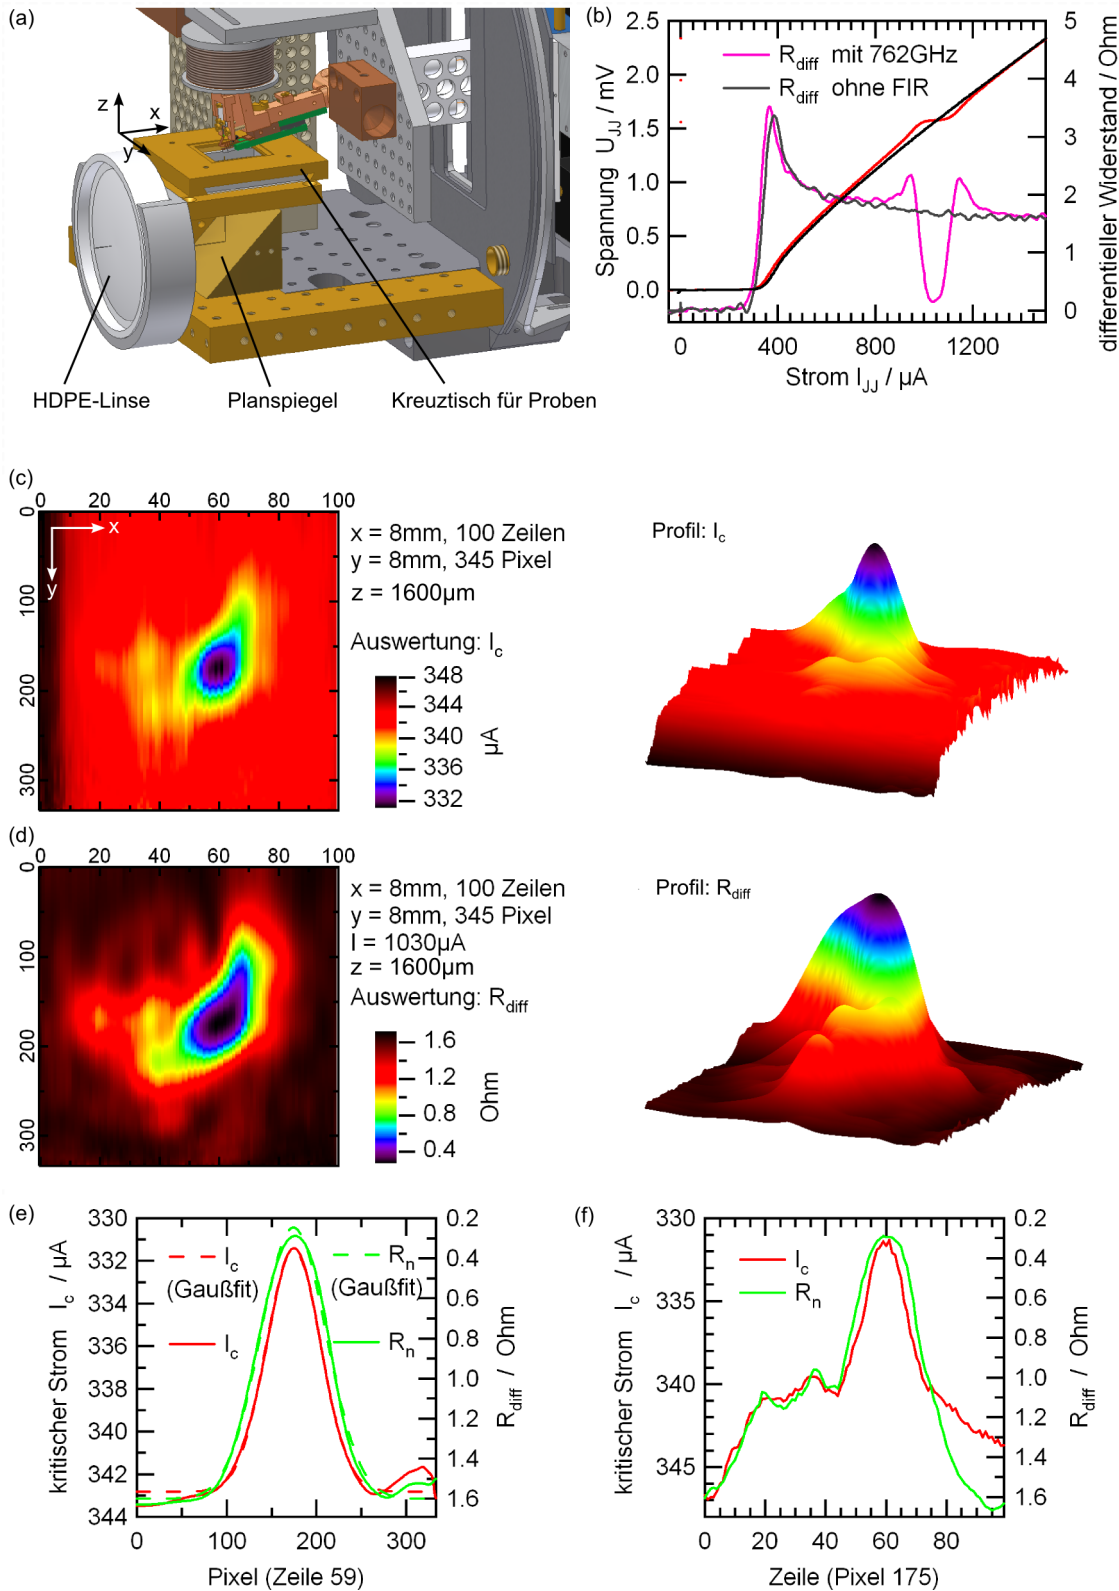 (a)
z
x
y
HDPE-Linse
Planspiegel
Kreuztisch für Proben
(b)
R_diff mit 762GHz
R_diff ohne FIR
Spannung U_JJ / mV
2.5
2.0
1.5
1.0
0.5
0.0
differentieller Widerstand / Ohm
5
4
3
2
1
0
0
400
800
1200
Strom I_JJ / µA
(c)
0 20 40 60 80 100
0
100
200
300
x
y
x = 8mm, 100 Zeilen
y = 8mm, 345 Pixel
z = 1600µm
Auswertung: I_c
348
344
340
336
332
µA
Profil: I_c
(d)
0 20 40 60 80 100
0
100
200
300
x = 8mm, 100 Zeilen
y = 8mm, 345 Pixel
I = 1030µA
z = 1600µm
Auswertung: R_diff
1.6
1.2
0.8
0.4
Ohm
Profil: R_diff
(e)
kritischer Strom I_c / µA
330
331
333
335
336
338
340
342
344
I_c
(Gaußfit)
R_n
(Gaußfit)
I_c
R_n
0.2
0.4
0.6
0.8
1.0
1.2
1.4
1.6
R_diff / Ohm
0 100 200 300
Pixel (Zeile 59)
(f)
kritischer Strom I_c / µA
330
335
340
345
I_c
R_n
0.2
0.4
0.6
0.8
1.0
1.2
1.4
1.6
R_diff / Ohm
0 20 40 60 80
Zeile (Pixel 175)